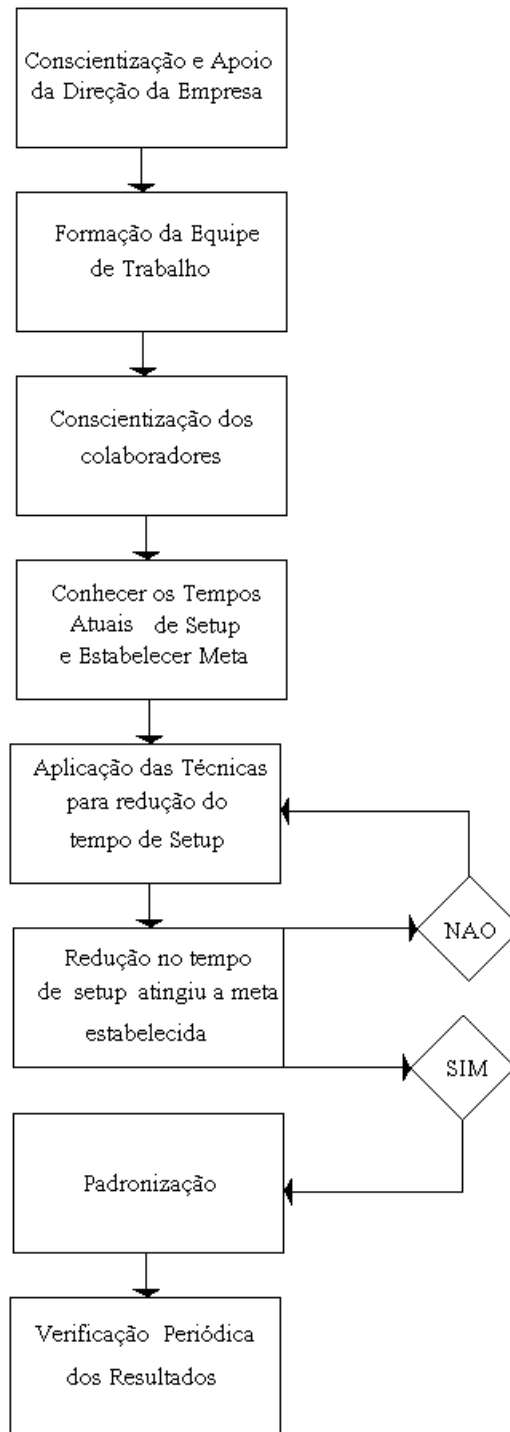 Conscientização e Apoio
da Direção da Empresa
Formação da Equipe
de Trabalho
Conscientização dos
colaboradores
Conhecer os Tempos
Atuais de Setup
e Estabelecer Meta
Aplicação das Técnicas
para redução do
tempo de Setup
NAO
Redução no tempo
de setup atingiu a meta
estabelecida
SIM
Padronização
Verificação Periódica
dos Resultados